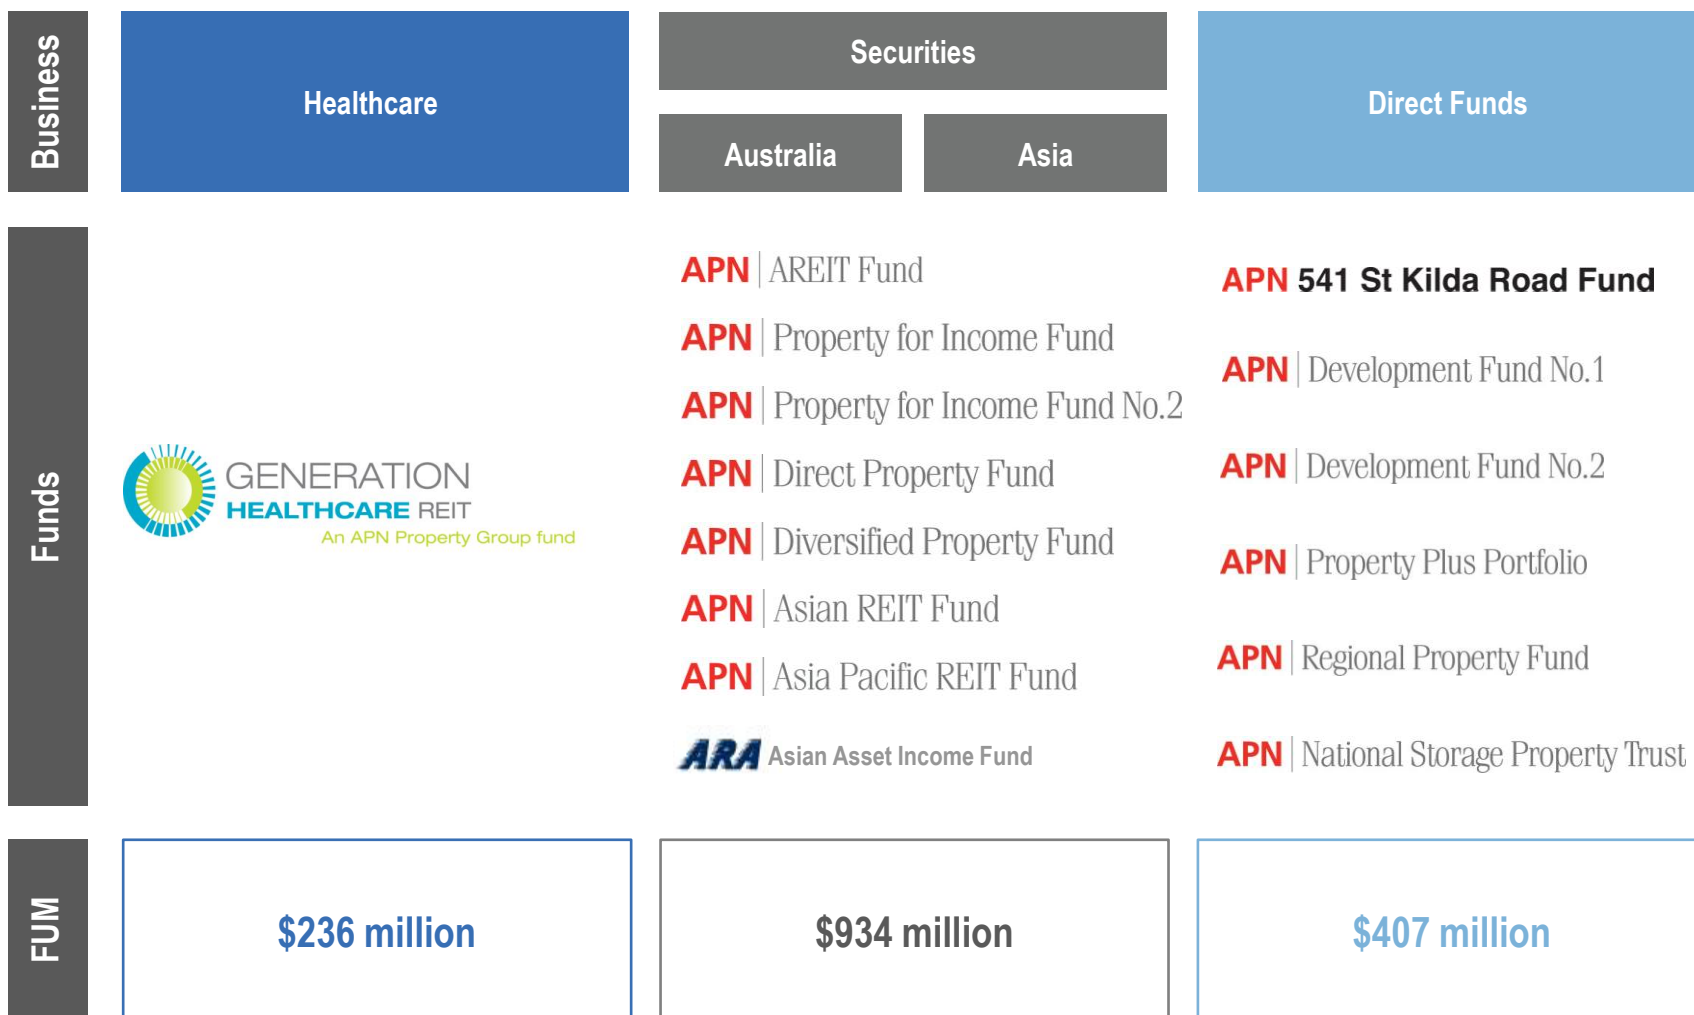 Business
Healthcare
Securities
Australia
Asia
Direct Funds
Funds
GENERATION
HEALTHCARE REIT
An APN Property Group fund
APN | AREIT Fund
APN | Property for Income Fund
APN | Property for Income Fund No.2
APN | Direct Property Fund
APN | Diversified Property Fund
APN | Asian REIT Fund
APN | Asia Pacific REIT Fund
ARA Asian Asset Income Fund
APN 541 St Kilda Road Fund
APN | Development Fund No.1
APN | Development Fund No.2
APN | Property Plus Portfolio
APN | Regional Property Fund
APN | National Storage Property Trust
FUM
$236 million
$934 million
$407 million